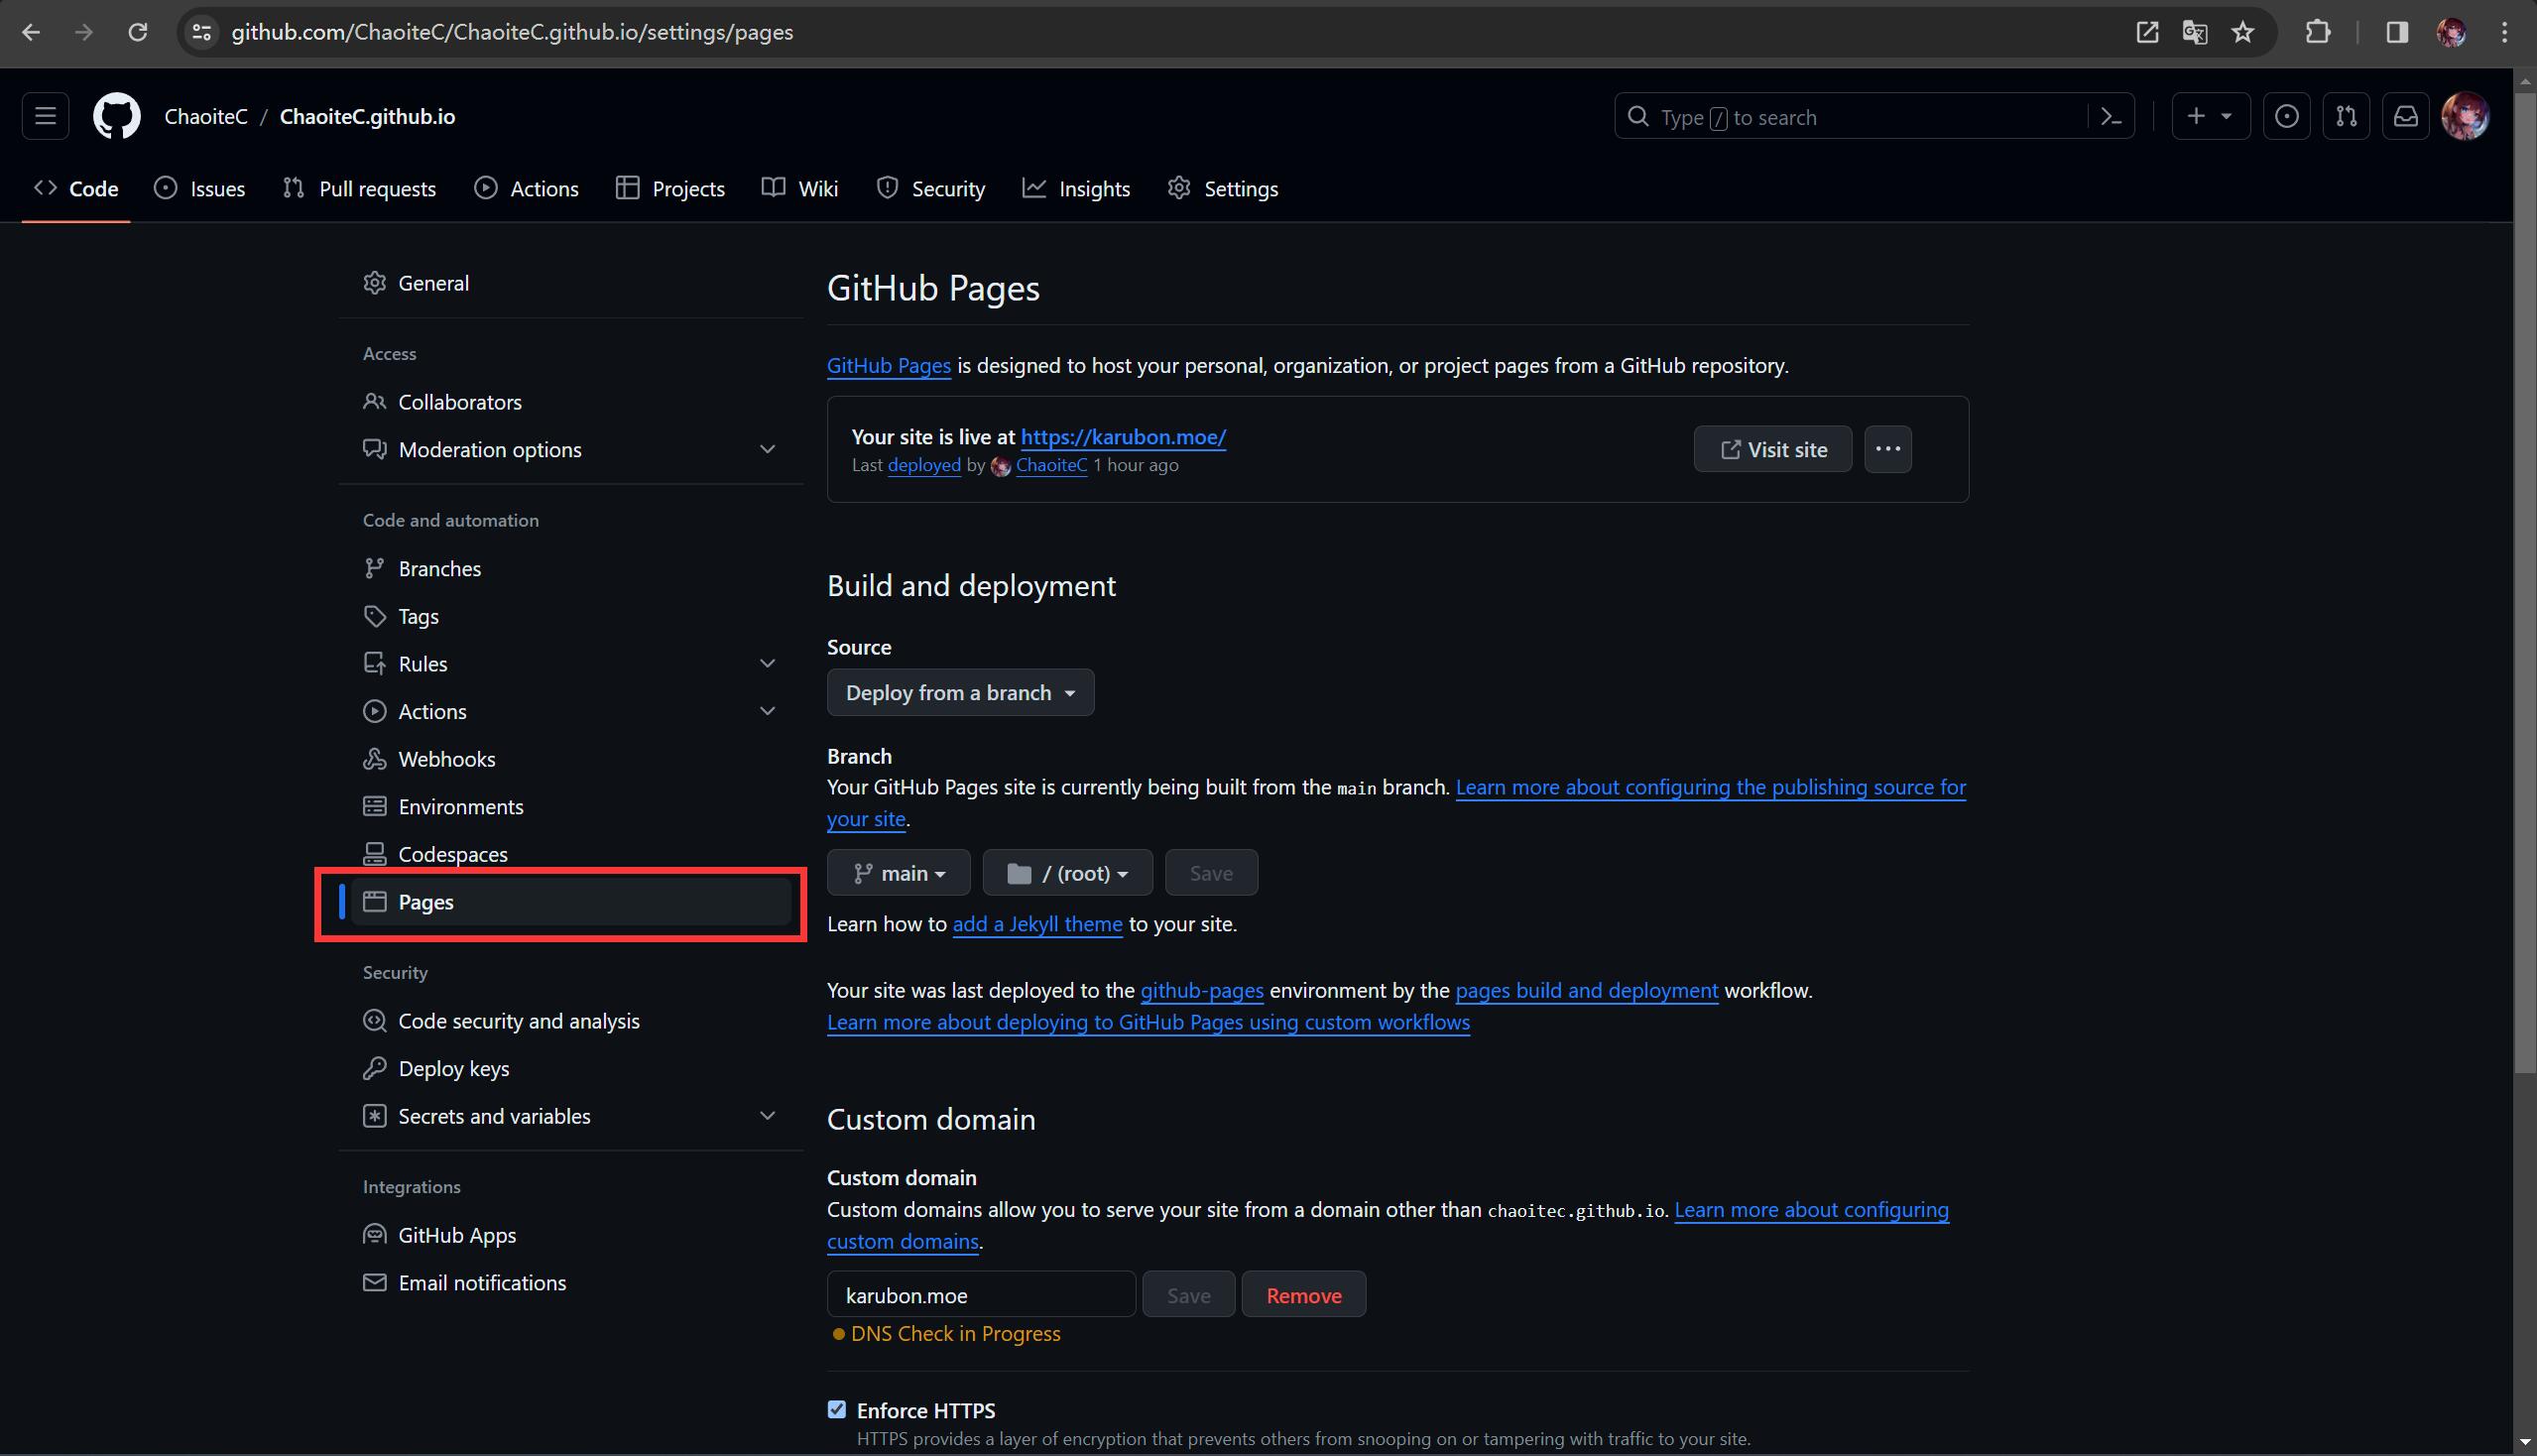 github.com/ChaoiteC/ChaoiteC.github.io/settings/pages
ChaoiteC / ChaoiteC.github.io
Type / to search
Code
Issues
Pull requests
Actions
Projects
Wiki
Security
Insights
Settings
General
Access
Collaborators
Moderation options
Code and automation
Branches
Tags
Rules
Actions
Webhooks
Environments
Codespaces
Pages
Security
Code security and analysis
Deploy keys
Secrets and variables
Integrations
GitHub Apps
Email notifications
GitHub Pages
GitHub Pages is designed to host your personal, organization, or project pages from a GitHub repository.
Your site is live at https://karubon.moe/
Last deployed by ChaoiteC 1 hour ago
Visit site
Build and deployment
Source
Deploy from a branch
Branch
Your GitHub Pages site is currently being built from the main branch. Learn more about configuring the publishing source for
your site.
main
/ (root)
Save
Learn how to add a Jekyll theme to your site.
Your site was last deployed to the github-pages environment by the pages build and deployment workflow.
Learn more about deploying to GitHub Pages using custom workflows
Custom domain
Custom domain
Custom domains allow you to serve your site from a domain other than chaoitec.github.io. Learn more about configuring
custom domains.
karubon.moe
Save
Remove
DNS Check in Progress
Enforce HTTPS
HTTPS provides a layer of encryption that prevents others from snooping on or tampering with traffic to your site.